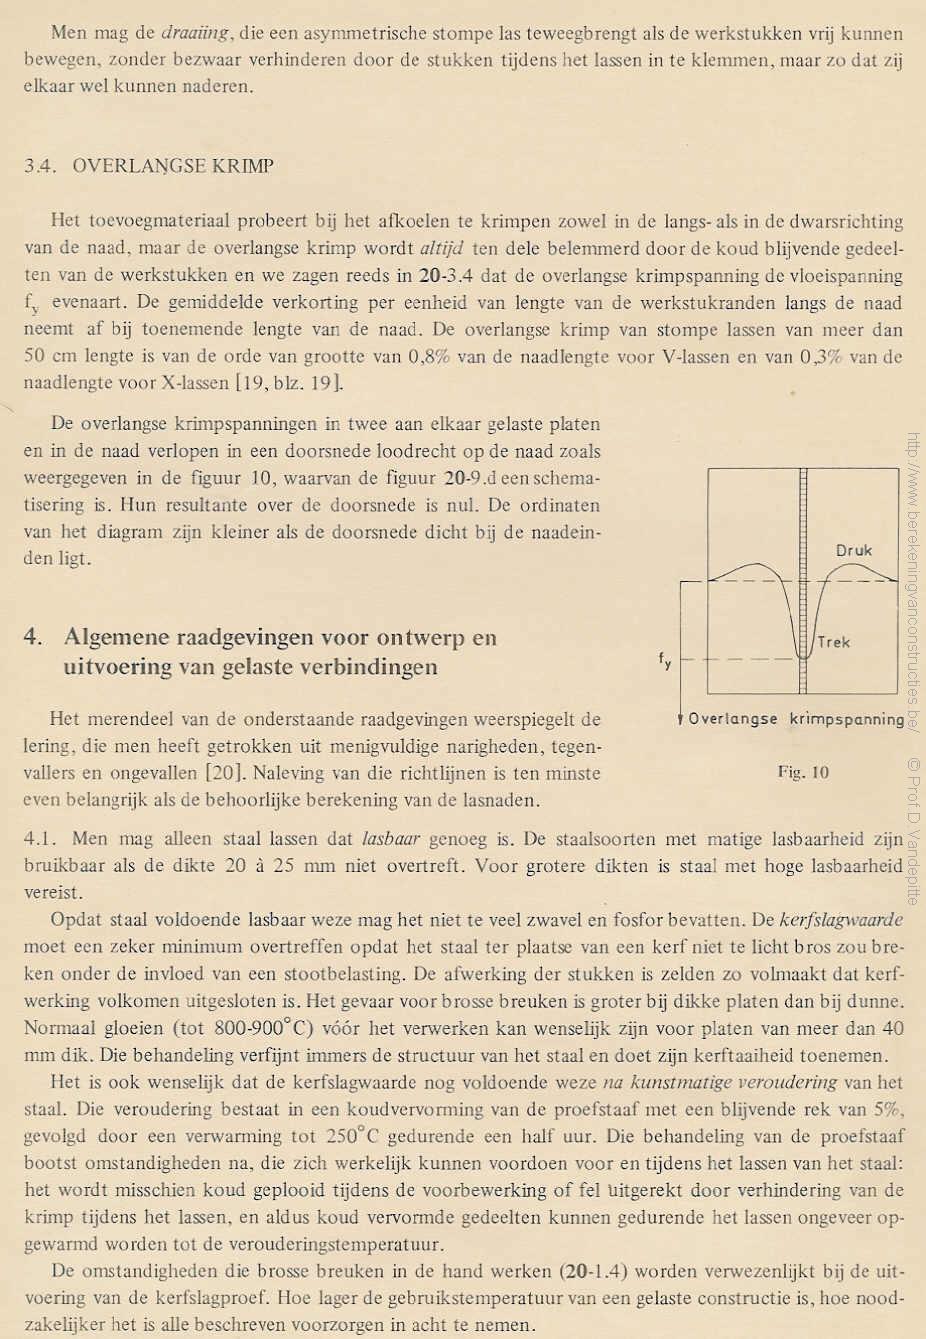 Men mag de draaiing, die een asymmetrische stompe las teweegbrengt als de werkstukken vrij kunnen
bewegen, zonder bezwaar verhinderen door de stukken tijdens het lassen in te klemmen, maar zo dat zij
elkaar wel kunnen naderen.
3.4. OVERLANGSE KRIMP
Het toevoegmateriaal probeert bij het afkoelen te krimpen zowel in de langs- als in de dwarsrichting
van de naad, maar de overlangse krimp wordt altijd ten dele belemmerd door de koud blijvende gedeel-
ten van de werkstukken en we zagen reeds in 20-3.4 dat de overlangse krimpspanning de vloeispanning
fy evenaart. De gemiddelde verkorting per eenheid van lengte van de werkstukranden langs de naad
neemt af bij toenemende lengte van de naad. De overlangse krimp van stompe lassen van meer dan
50 cm lengte is van de orde van grootte van 0,8% van de naadlengte voor V-lassen en van 0,3% van de
naadlengte voor X-lassen [19, blz. 19].
De overlangse krimpspanningen in twee aan elkaar gelaste platen
en in de naad verlopen in een doorsnede loodrecht op de naad zoals
weergegeven in de figuur 10, waarvan de figuur 20-9.d een schema-
tisering is. Hun resultante over de doorsnede is nul. De ordinaten
van het diagram zijn kleiner als de doorsnede dicht bij de naadein-
den ligt.
4. Algemene raadgevingen voor ontwerp en
uitvoering van gelaste verbindingen
Het merendeel van de onderstaande raadgevingen weerspiegelt de
lering, die men heeft getrokken uit menigvuldige narigheden, tegen-
vallers en ongevallen [20]. Naleving van die richtlijnen is ten minste
even belangrijk als de behoorlijke berekening van de lasnaden.
Druk
Trek
fy
Overlangse krimpspanning
Fig. 10
4.1. Men mag alleen staal lassen dat lasbaar genoeg is. De staalsoorten met matige lasbaarheid zijn
bruikbaar als de dikte 20 à 25 mm niet overtreft. Voor grotere dikten is staal met hoge lasbaarheid
vereist.
Opdat staal voldoende lasbaar weze mag het niet te veel zwavel en fosfor bevatten. De kerfslagwaarde
moet een zeker minimum overtreffen opdat het staal ter plaatse van een kerf niet te licht bros zou bre-
ken onder de invloed van een stootbelasting. De afwerking der stukken is zelden zo volmaakt dat kerf-
werking volkomen uitgesloten is. Het gevaar voor brosse breuken is groter bij dikke platen dan bij dunne.
Normaal gloeien (tot 800-900°C) vóór het verwerken kan wenselijk zijn voor platen van meer dan 40
mm dik. Die behandeling verfijnt immers de structuur van het staal en doet zijn kerftaaiheid toenemen.
Het is ook wenselijk dat de kerfslagwaarde nog voldoende weze na kunstmatige veroudering van het
staal. Die veroudering bestaat in een koudvervorming van de proefstaaf met een blijvende rek van 5%,
gevolgd door een verwarming tot 250°C gedurende een half uur. Die behandeling van de proefstaaf
bootst omstandigheden na, die zich werkelijk kunnen voordoen voor en tijdens het lassen van het staal:
het wordt misschien koud geplooid tijdens de voorbewerking of fel uitgerekt door verhindering van de
krimp tijdens het lassen, en aldus koud vervormde gedeelten kunnen gedurende het lassen ongeveer op-
gewarmd worden tot de verouderingstemperatuur.
De omstandigheden die brosse breuken in de hand werken (20-1.4) worden verwezenlijkt bij de uit-
voering van de kerfslagproef. Hoe lager de gebruikstemperatuur van een gelaste constructie is, hoe nood-
zakelijker het is alle beschreven voorzorgen in acht te nemen.
http://www.berekeningvanconstructies.be/ © Prof.D.Vandepitte